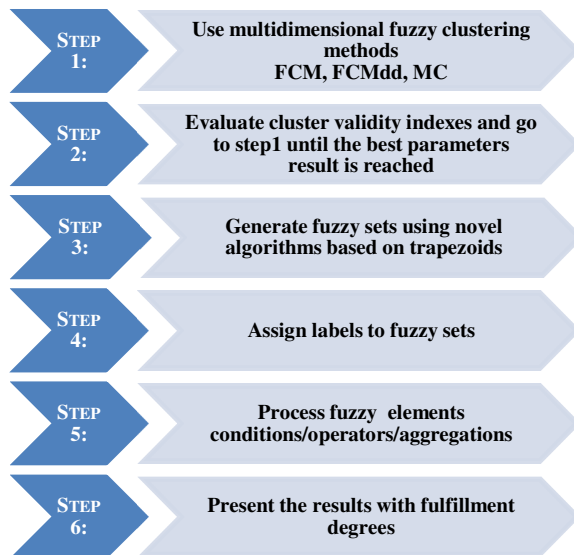 STEP
1:
Use multidimensional fuzzy clustering
methods
FCM, FCMdd, MC
STEP
2:
Evaluate cluster validity indexes and go
to step1 until the best parameters
result is reached
STEP
3:
Generate fuzzy sets using novel
algorithms based on trapezoids
STEP
4:
Assign labels to fuzzy sets
STEP
5:
Process fuzzy elements
conditions/operators/aggregations
STEP
6:
Present the results with fulfillment
degrees